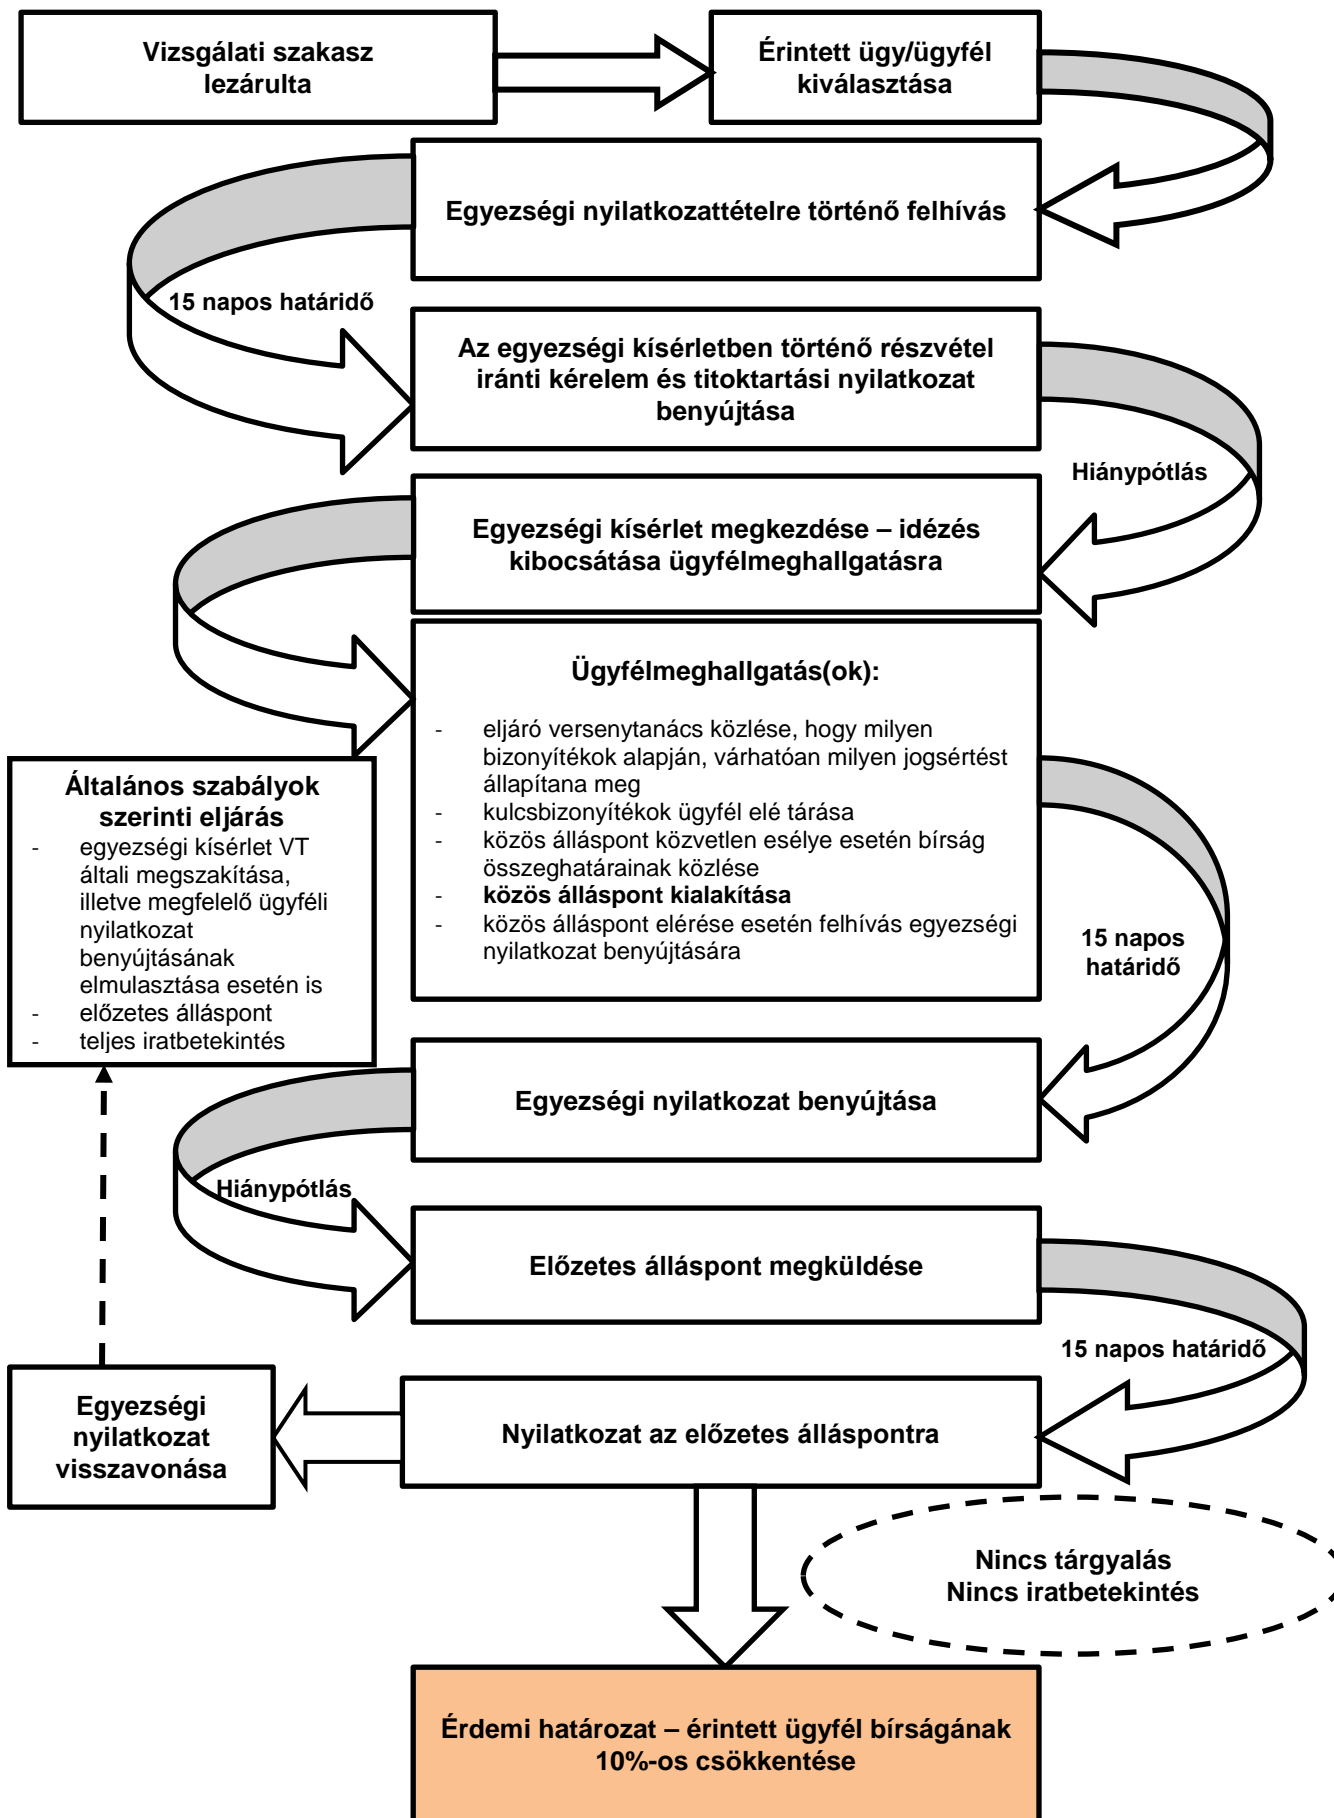 Vizsgálati szakasz
lezárulta
Érintett ügy/ügyfél
kiválasztása
Egyezségi nyilatkozattételre történő felhívás
15 napos határidő
Az egyezségi kísérletben történő részvétel
iránti kérelem és titoktartási nyilatkozat
benyújtása
Hiánypótlás
Egyezségi kísérlet megkezdése – idézés
kibocsátása ügyfélmeghallgatásra
Ügyfélmeghallgatás(ok):
- eljáró versenytanács közlése, hogy milyen
bizonyítékok alapján, várhatóan milyen jogsértést
állapítana meg
- kulcsbizonyítékok ügyfél elé tárása
- közös álláspont közvetlen esélye esetén bírság
összeghatárainak közlése
- közös álláspont kialakítása
- közös álláspont elérése esetén felhívás egyezségi
nyilatkozat benyújtására
15 napos
határidő
Általános szabályok
szerinti eljárás
- egyezségi kísérlet VT
általi megszakítása,
illetve megfelelő ügyféli
nyilatkozat
benyújtásának
elmulasztása esetén is
- előzetes álláspont
- teljes iratbetekintés
Egyezségi nyilatkozat benyújtása
Hiánypótlás
Előzetes álláspont megküldése
15 napos határidő
Egyezségi
nyilatkozat
visszavonása
Nyilatkozat az előzetes álláspontra
Nincs tárgyalás
Nincs iratbetekintés
Érdemi határozat – érintett ügyfél bírságának
10%-os csökkentése